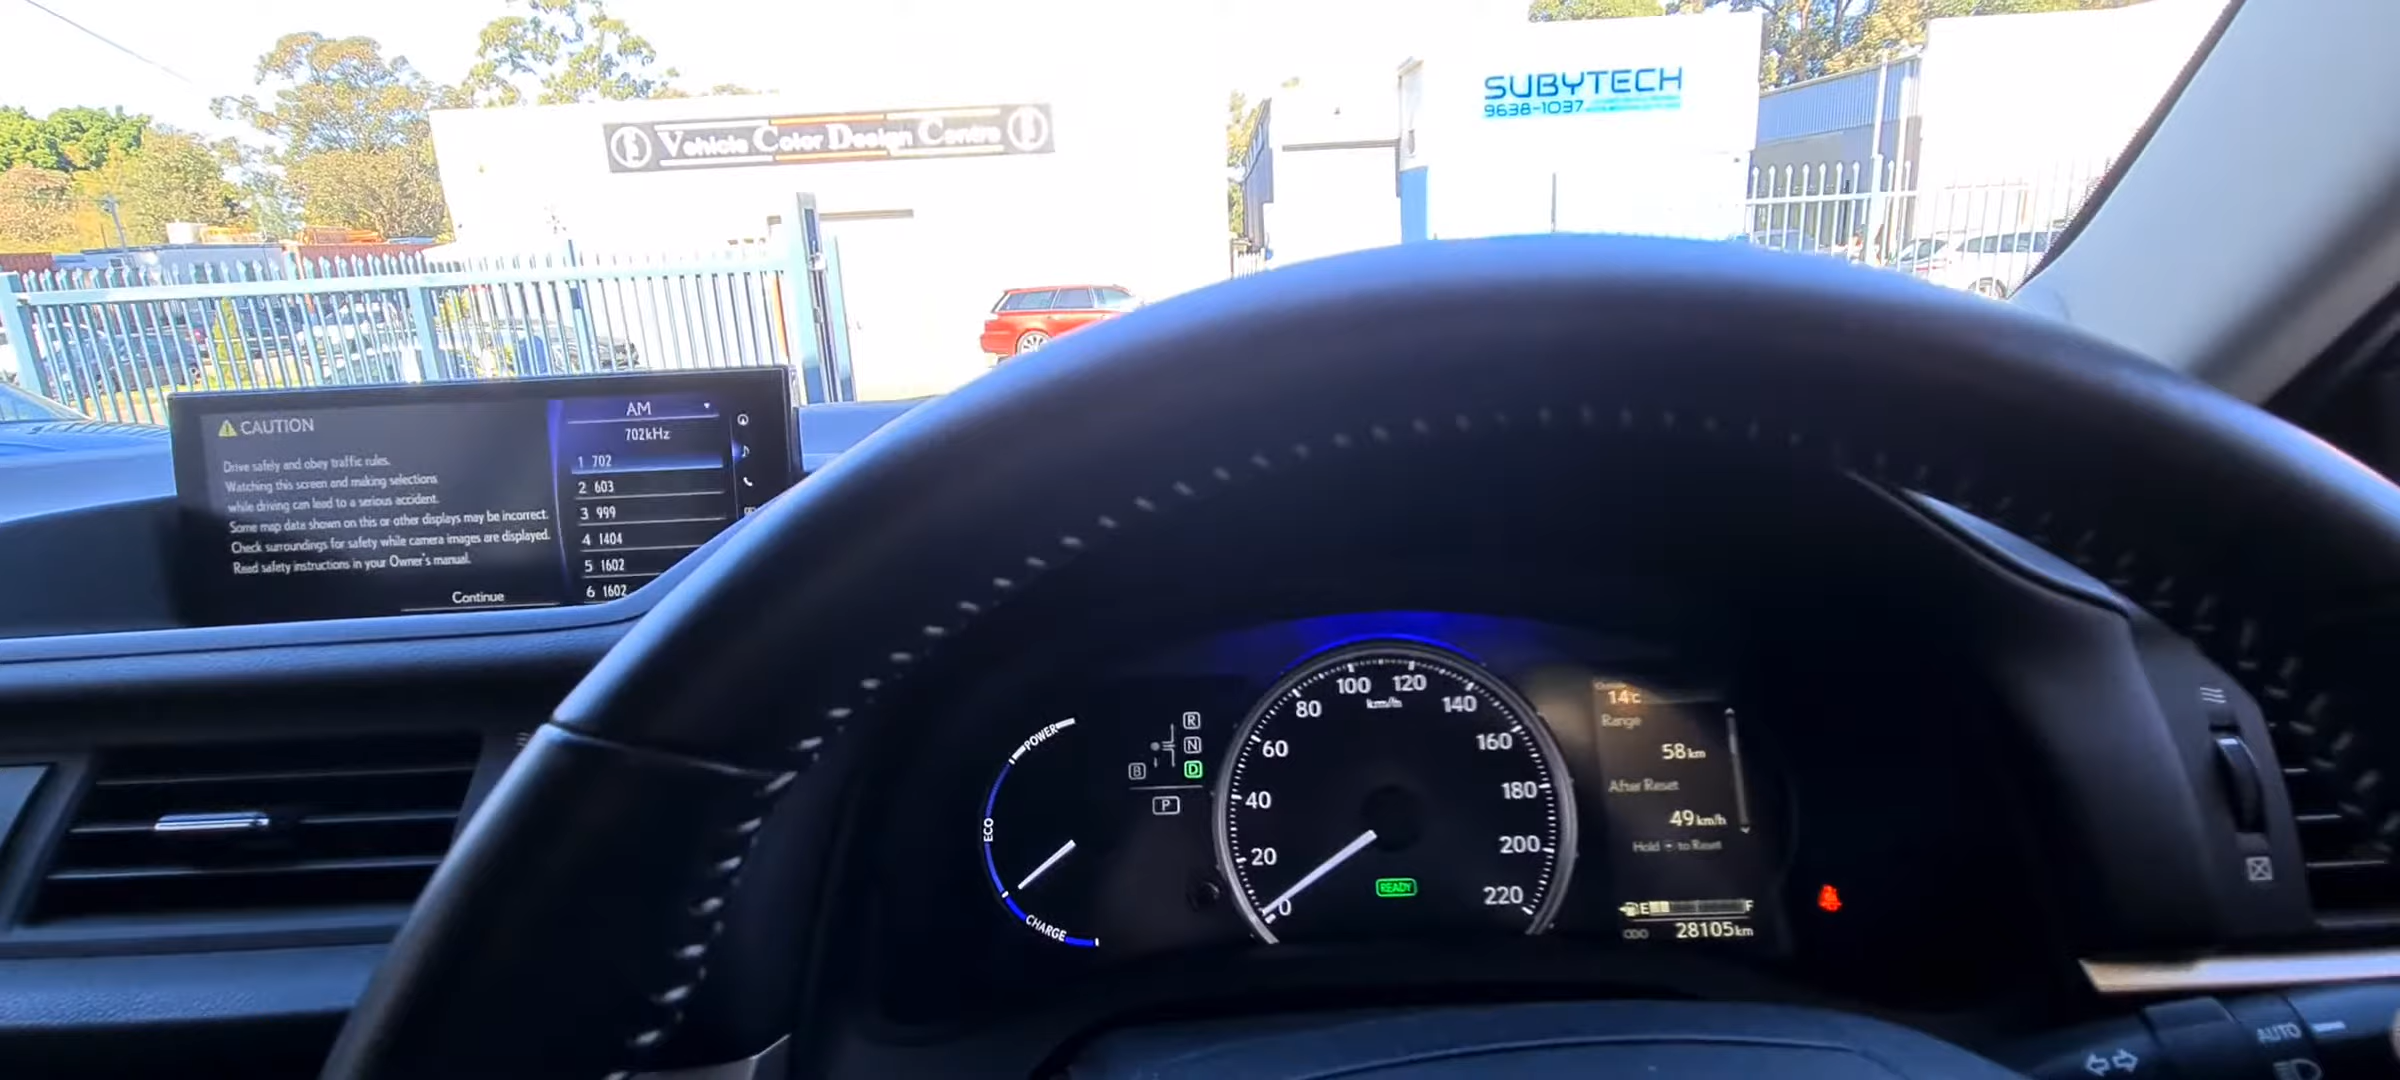 Vehicle Color Design Centre
SUBYTECH
9638-1037
CAUTION
Drive safely and obey traffic rules.
Watching this screen and making selections
while driving can lead to a serious accident.
Some map data shown on this or other displays may be incorrect.
Check surroundings for safety while camera images are displayed.
Read safety instructions in your Owner's manual.
Continue
AM
702kHz
1 702
2 603
3 999
4 1404
5 1602
6 1602
POWER
ECO
CHARGE
R
N
B
D
P
0
20
40
60
80
100
120
140
160
180
200
220
km/h
READY
14°C
Range
58km
After Reset
49km/h
Hold - to Reset
E F
ODO 28105km
AUTO